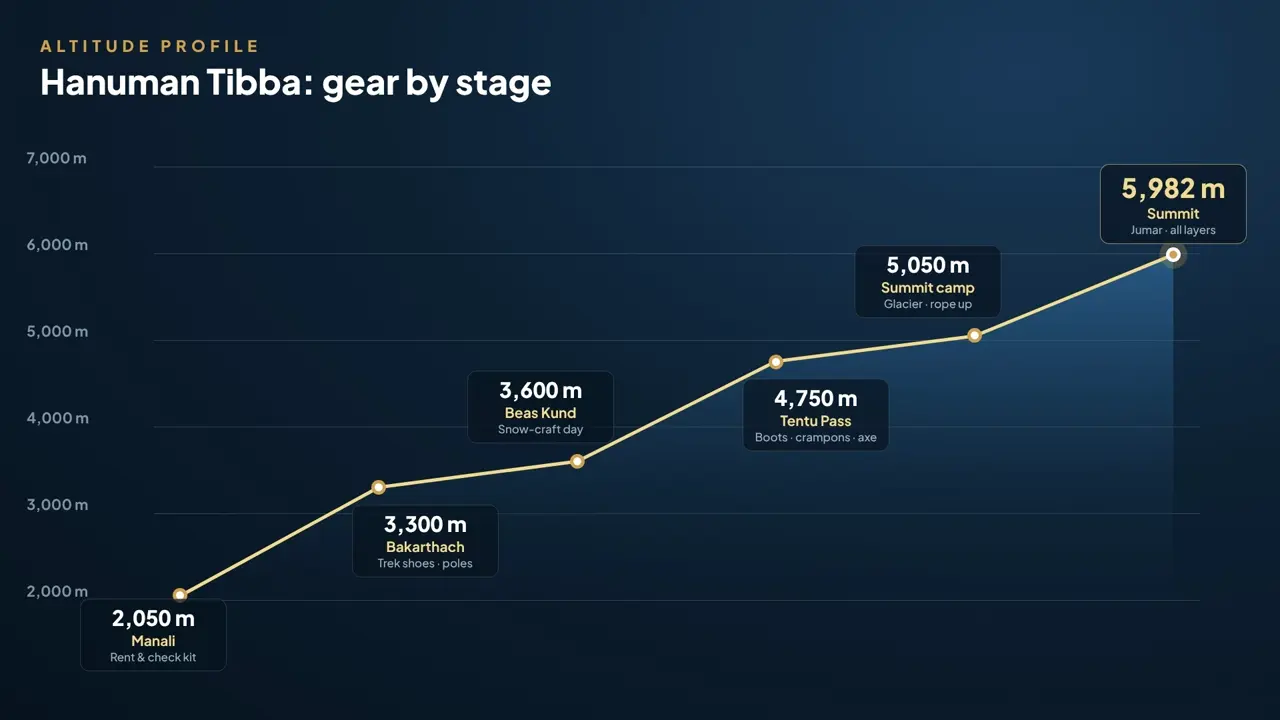 ALTITUDE PROFILE
Hanuman Tibba: gear by stage
7,000 m
6,000 m
5,000 m
4,000 m
3,000 m
2,000 m
2,050 m
Manali
Rent & check kit
3,300 m
Bakarthach
Trek shoes · poles
3,600 m
Beas Kund
Snow-craft day
4,750 m
Tentu Pass
Boots · crampons · axe
5,050 m
Summit camp
Glacier · rope up
5,982 m
Summit
Jumar · all layers